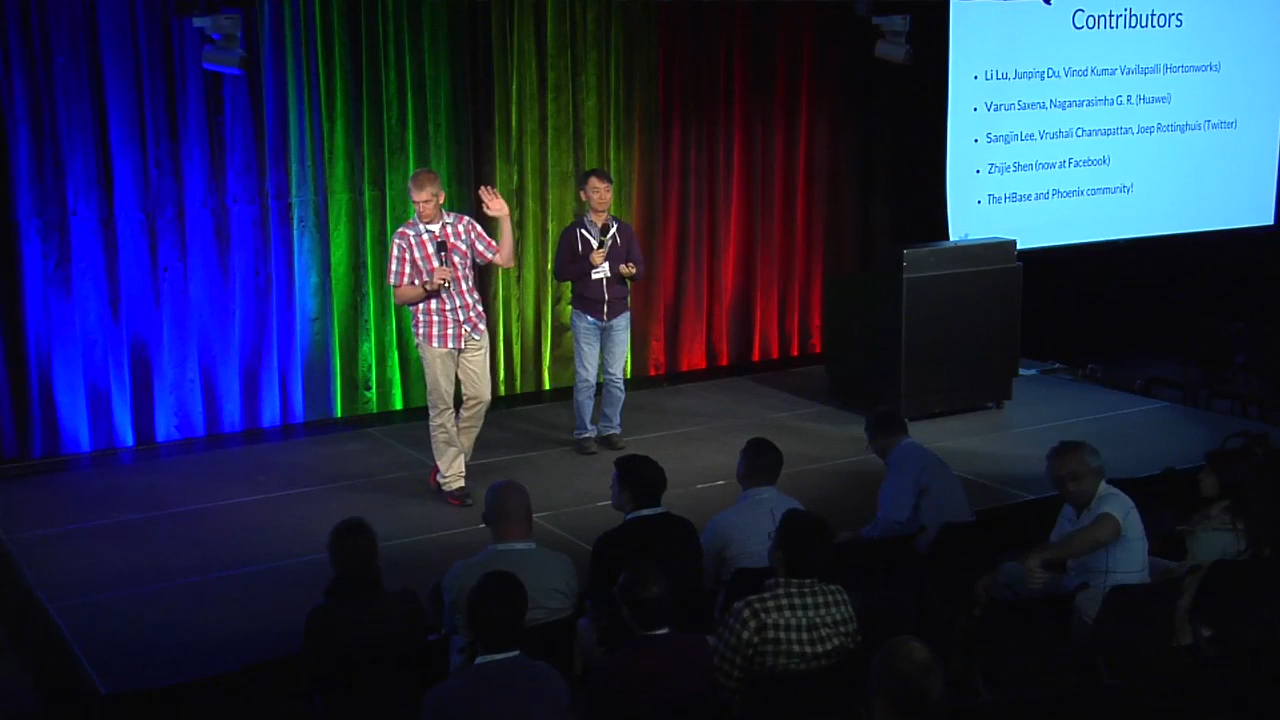 Contributors
• Li Lu, Junping Du, Vinod Kumar Vavilapalli (Hortonworks)
• Varun Saxena, Naganarasimha G. R. (Huawei)
• Sangjin Lee, Vrushali Channapattan, Joep Rottinghuis (Twitter)
• Zhijie Shen (now at Facebook)
• The HBase and Phoenix community!